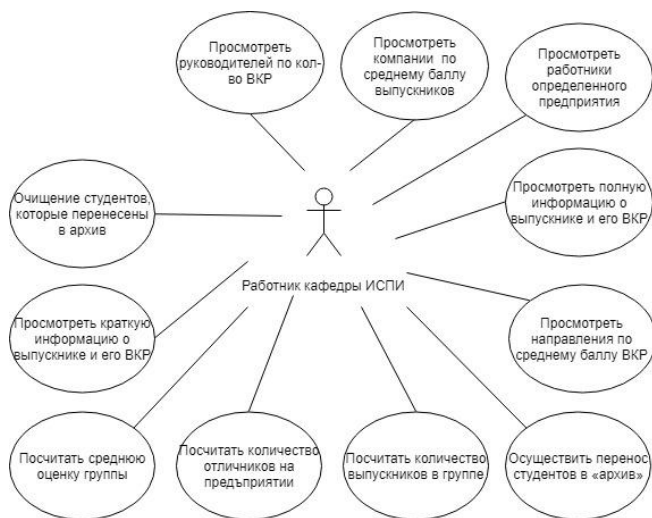 Просмотреть
руководителей по кол-
во ВКР
Просмотреть
компании по
среднему баллу
выпускников
Просмотреть
работники
определенного
предприятия
Очищение студентов,
которые перенесены
в архив
Просмотреть полную
информацию о
выпускнике и его ВКР
Работник кафедры ИСПИ
Просмотреть краткую
информацию о
выпускнике и его ВКР
Просмотреть
направления по
среднему баллу ВКР
Посчитать среднюю
оценку группы
Посчитать количество
отличников на
предъприятии
Посчитать количество
выпускников в группе
Осуществить перенос
студентов в «архив»